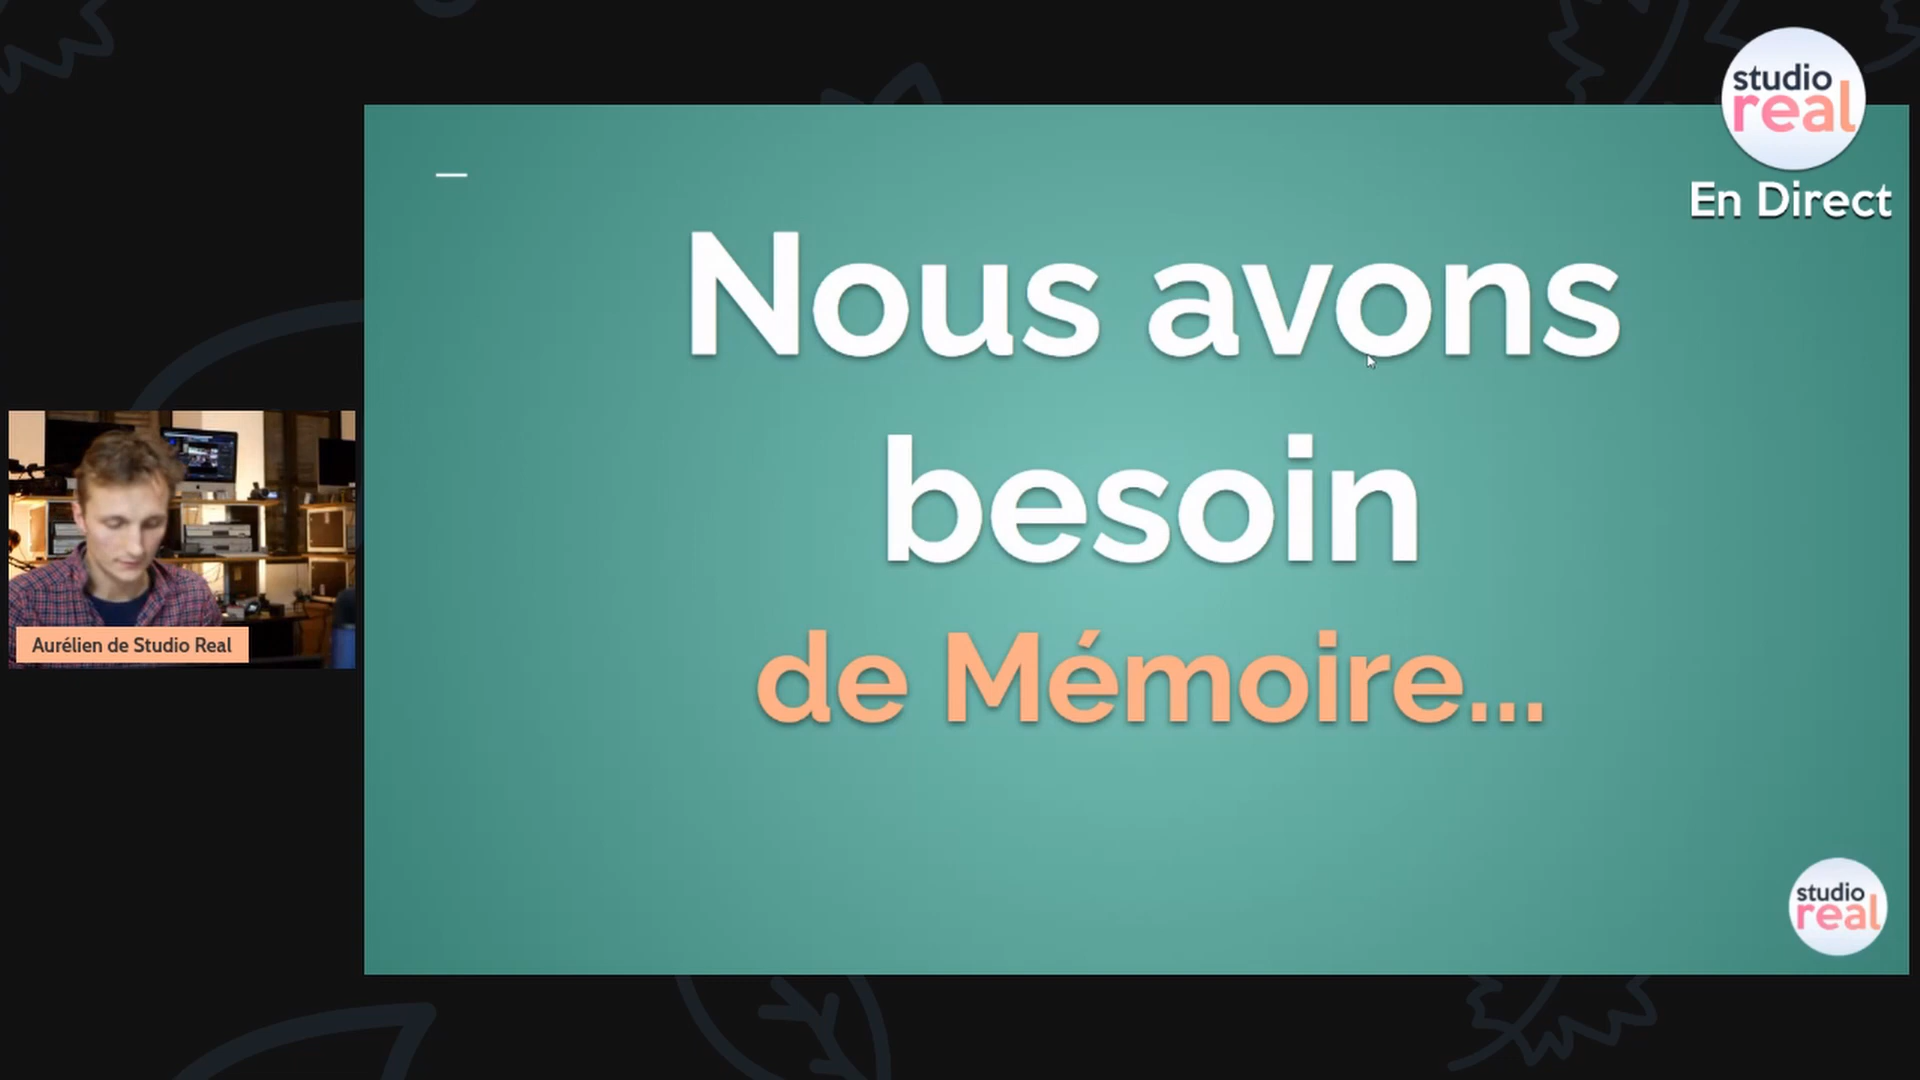 studio
real
En Direct
Nous avons
besoin
de Mémoire...
Aurélien de Studio Real
studio
real